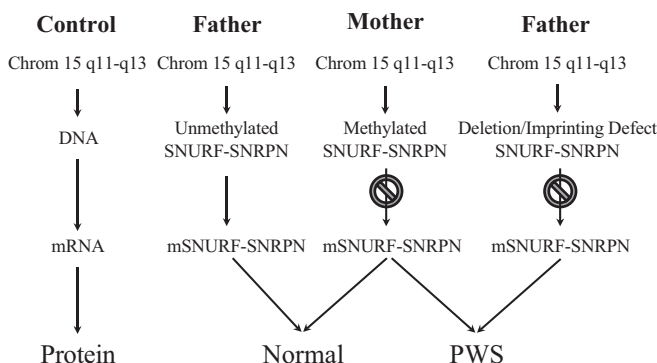 Control Father Mother Father
Chrom 15 q11-q13 Chrom 15 q11-q13 Chrom 15 q11-q13 Chrom 15 q11-q13
DNA Unmethylated Methylated Deletion/Imprinting Defect
SNURF-SNRPN SNURF-SNRPN SNURF-SNRPN
mRNA mSNURF-SNRPN mSNURF-SNRPN mSNURF-SNRPN
Protein Normal PWS